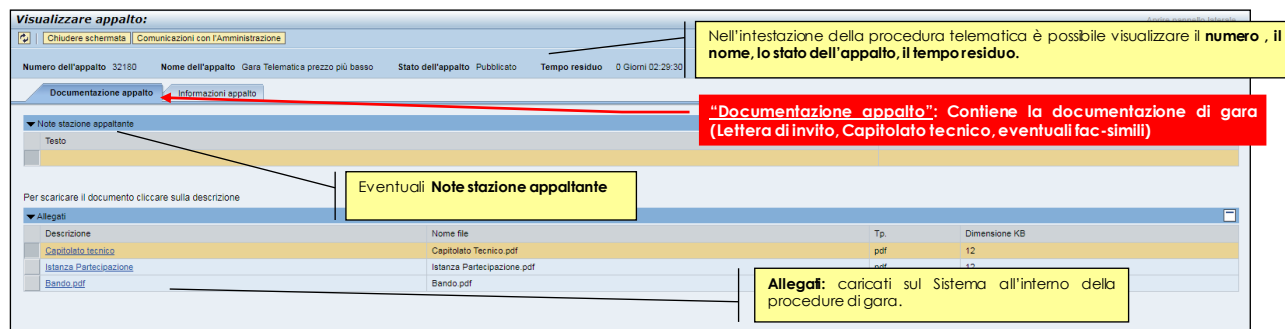 Visualizzare appalto:
Aprire pannello laterale
Chiudere schermata Comunicazioni con l'Amministrazione
Nell'intestazione della procedura telematica è possibile visualizzare il numero , il nome, lo stato dell'appalto, il tempo residuo.
Numero dell'appalto 32180 Nome dell'appalto Gara Telematica prezzo più basso Stato dell'appalto Pubblicato Tempo residuo 0 Giorni 02:29:30
Documentazione appalto Informazioni appalto
"Documentazione appalto": Contiene la documentazione di gara (Lettera di invito, Capitolato tecnico, eventuali fac-simili)
Note stazione appaltante
Testo
Eventuali Note stazione appaltante
Per scaricare il documento cliccare sulla descrizione
Allegati
Descrizione Nome file Tp. Dimensione KB
Capitolato tecnico Capitolato Tecnico.pdf pdf 12
Istanza Partecipazione Istanza Partecipazione.pdf pdf 12
Bando.pdf Bando.pdf
Allegati: caricati sul Sistema all'interno della procedure di gara.